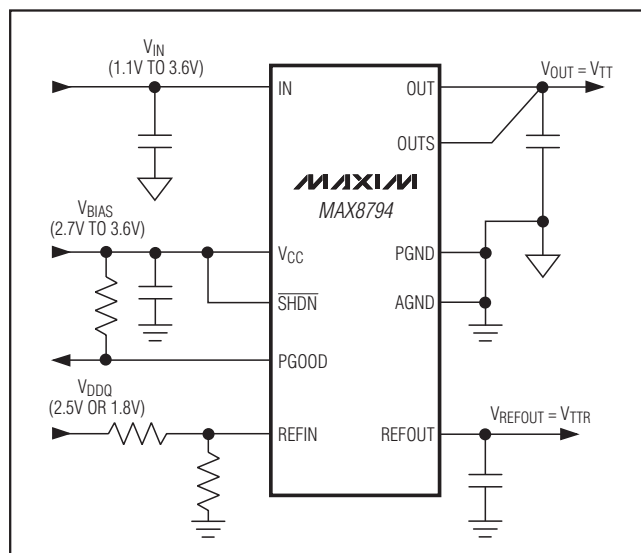 V_IN
(1.1V TO 3.6V)
IN
OUT
V_OUT = V_TT
OUTS
MAXIM
MAX8794
V_BIAS
(2.7V TO 3.6V)
V_CC
PGND
SHDN
AGND
PGOOD
V_DDQ
(2.5V OR 1.8V)
REFIN
REFOUT
V_REFOUT = V_TTR